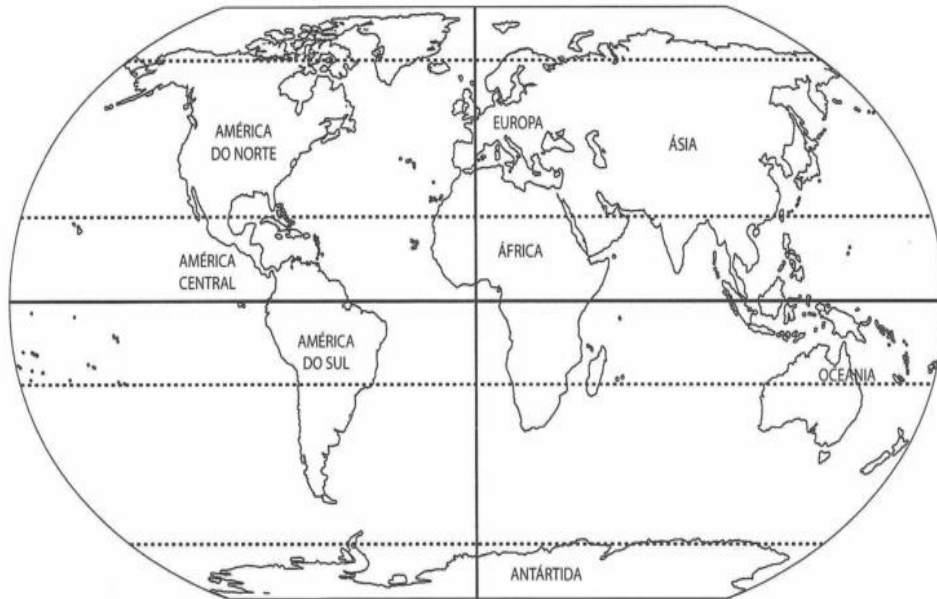 AMÉRICA
DO NORTE
EUROPA
ÁSIA
AMÉRICA
CENTRAL
ÁFRICA
AMÉRICA
DO SUL
OCEANIA
ANTÁRTIDA